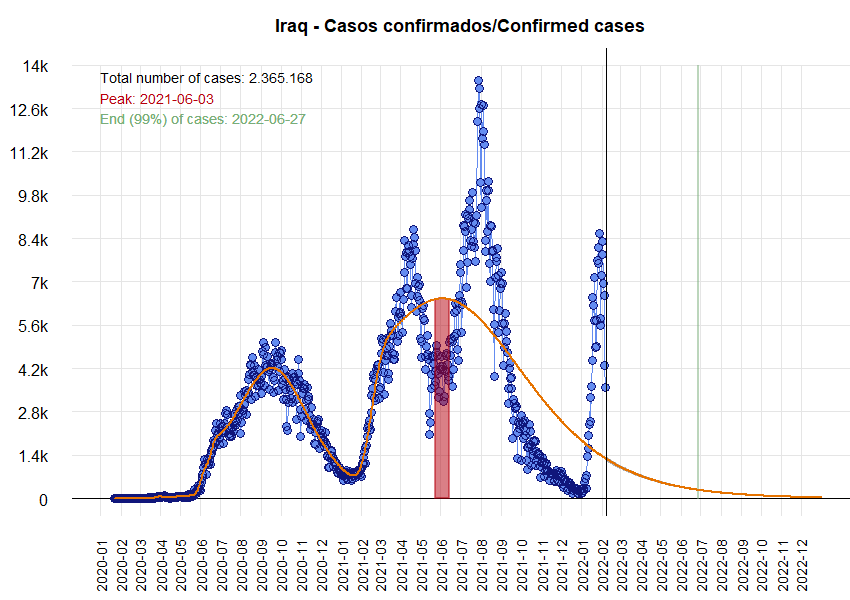 Iraq - Casos confirmados/Confirmed cases
14k
12.6k
11.2k
9.8k
8.4k
7k
5.6k
4.2k
2.8k
1.4k
0
Total number of cases: 2.365.168
Peak: 2021-06-03
End (99%) of cases: 2022-06-27
2020-01
2020-02
2020-03
2020-04
2020-05
2020-06
2020-07
2020-08
2020-09
2020-10
2020-11
2020-12
2021-01
2021-02
2021-03
2021-04
2021-05
2021-06
2021-07
2021-08
2021-09
2021-10
2021-11
2021-12
2022-01
2022-02
2022-03
2022-04
2022-05
2022-06
2022-07
2022-08
2022-09
2022-10
2022-11
2022-12